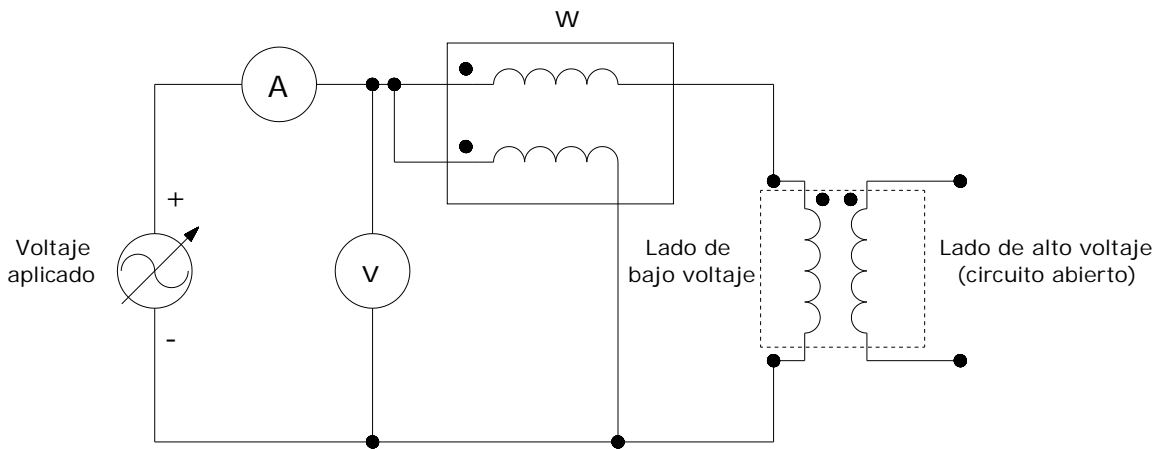 W
A
+
Voltaje
aplicado
-
V
Lado de
bajo voltaje
Lado de alto voltaje
(circuito abierto)